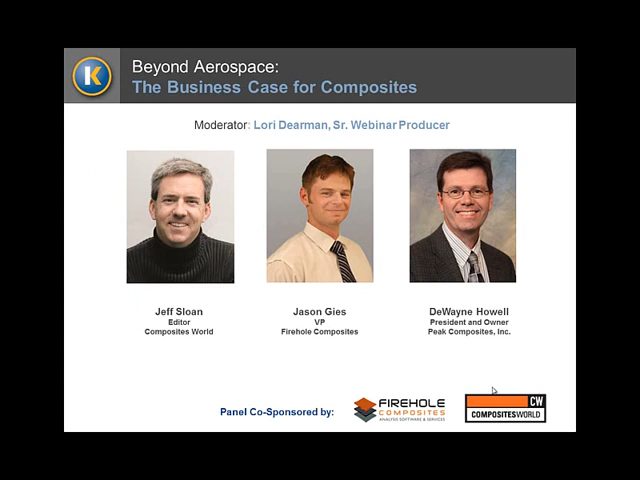 K
Beyond Aerospace:
The Business Case for Composites
Moderator: Lori Dearman, Sr. Webinar Producer
Jeff Sloan
Editor
Composites World
Jason Gies
VP
Firehole Composites
DeWayne Howell
President and Owner
Peak Composites, Inc.
Panel Co-Sponsored by:
FIREHOLE
COMPOSITES
ANALYSIS SOFTWARE & SERVICES
CW
COMPOSITESWORLD